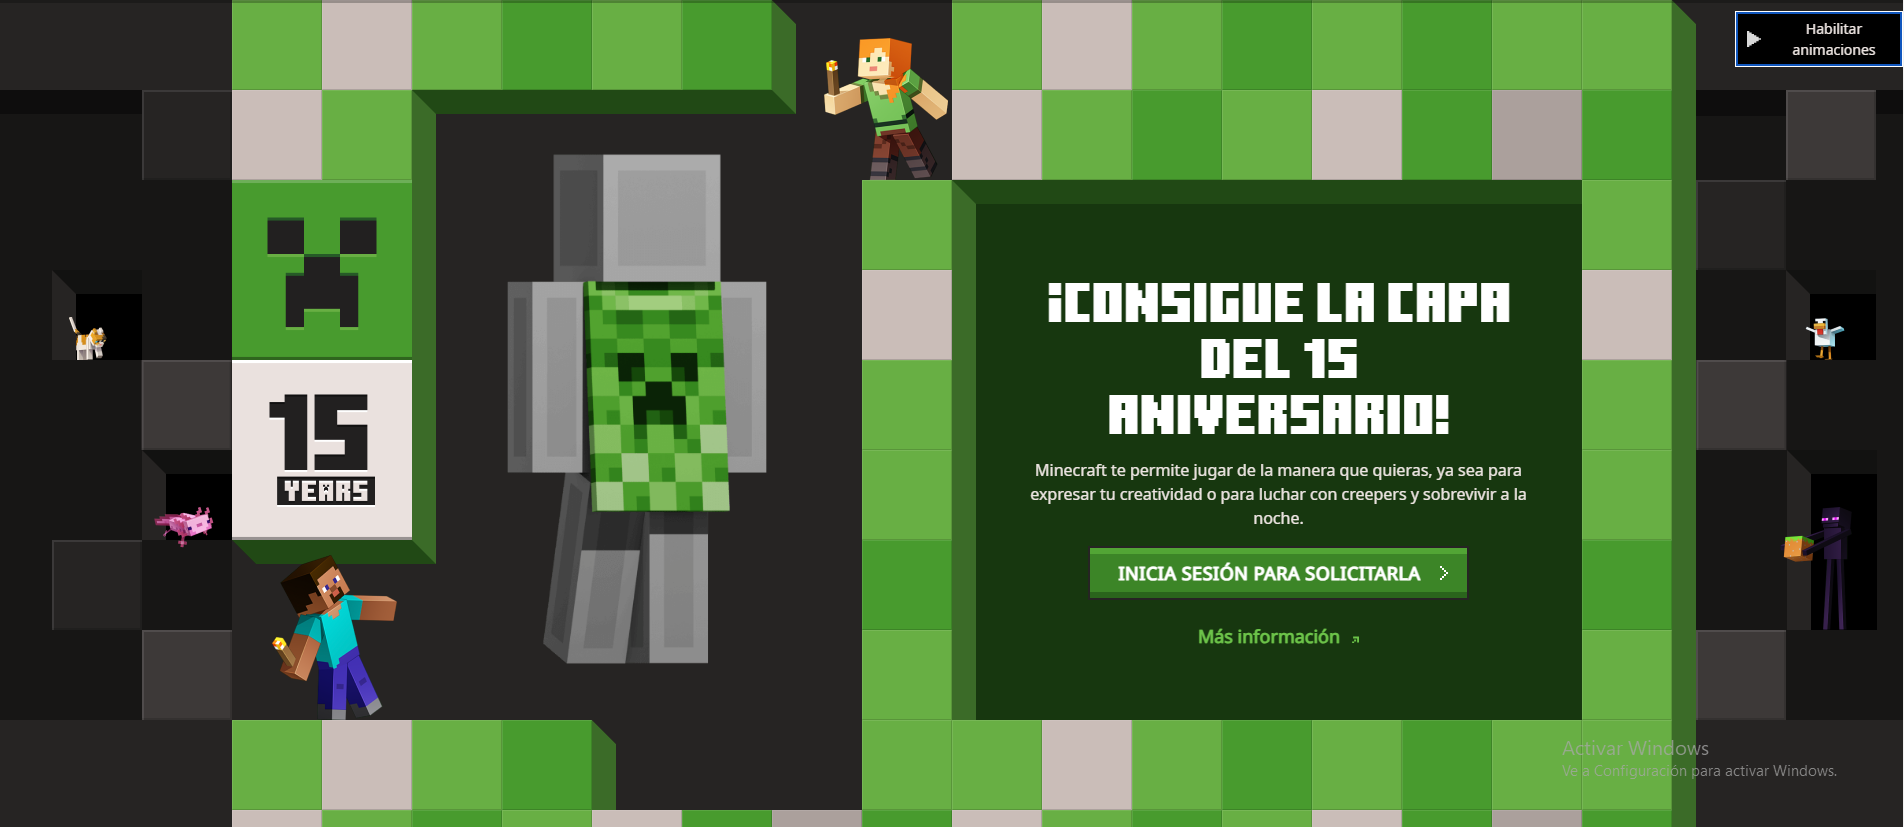 Habilitar
animaciones
15
YEARS
¡CONSIGUE LA CAPA
DEL 15
ANIVERSARIO!
Minecraft te permite jugar de la manera que quieras, ya sea para
expresar tu creatividad o para luchar con creepers y sobrevivir a la
noche.
INICIA SESIÓN PARA SOLICITARLA
Más información
Activar Windows
Ve a Configuración para activar Windows.